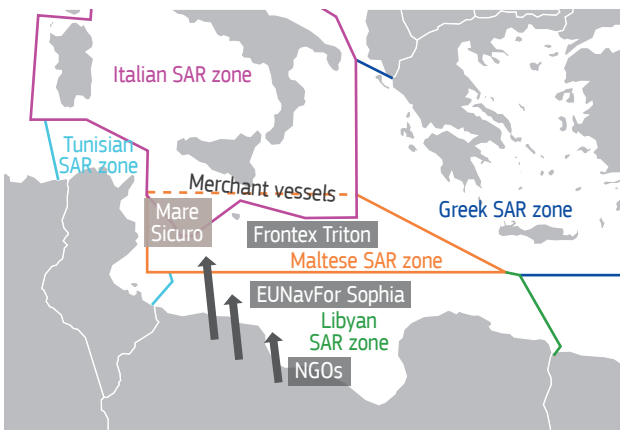 Italian SAR zone
Tunisian
SAR zone
Merchant vessels
Mare
Sicuro
Frontex Triton
Greek SAR zone
Maltese SAR zone
EUNavFor Sophia
Libyan
SAR zone
NGOs